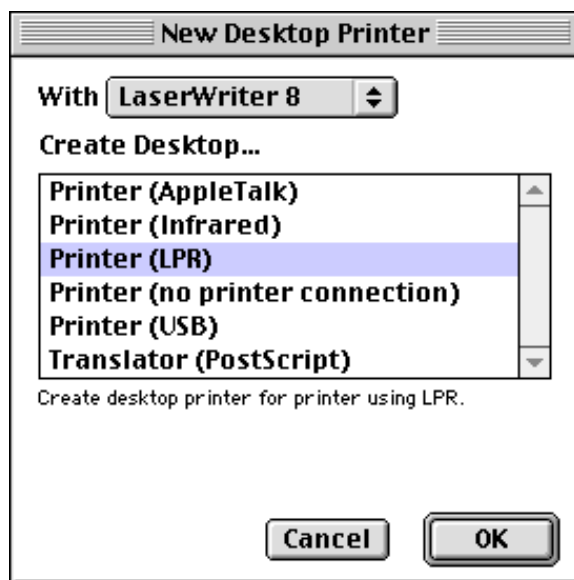 New Desktop Printer
With LaserWriter 8
Create Desktop...
Printer (AppleTalk)
Printer (Infrared)
Printer (LPR)
Printer (no printer connection)
Printer (USB)
Translator (PostScript)
Create desktop printer for printer using LPR.
Cancel OK